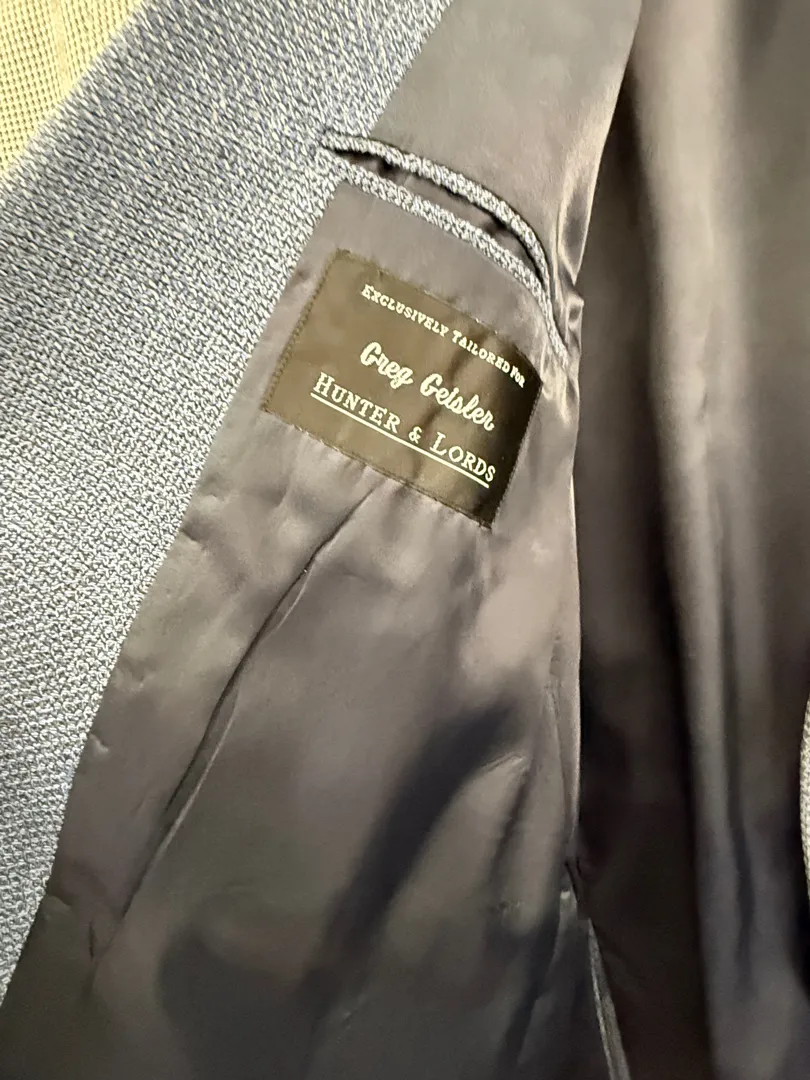 EXCLUSIVELY TAILORED FOR
Greg Geisler
HUNTER & LORDS